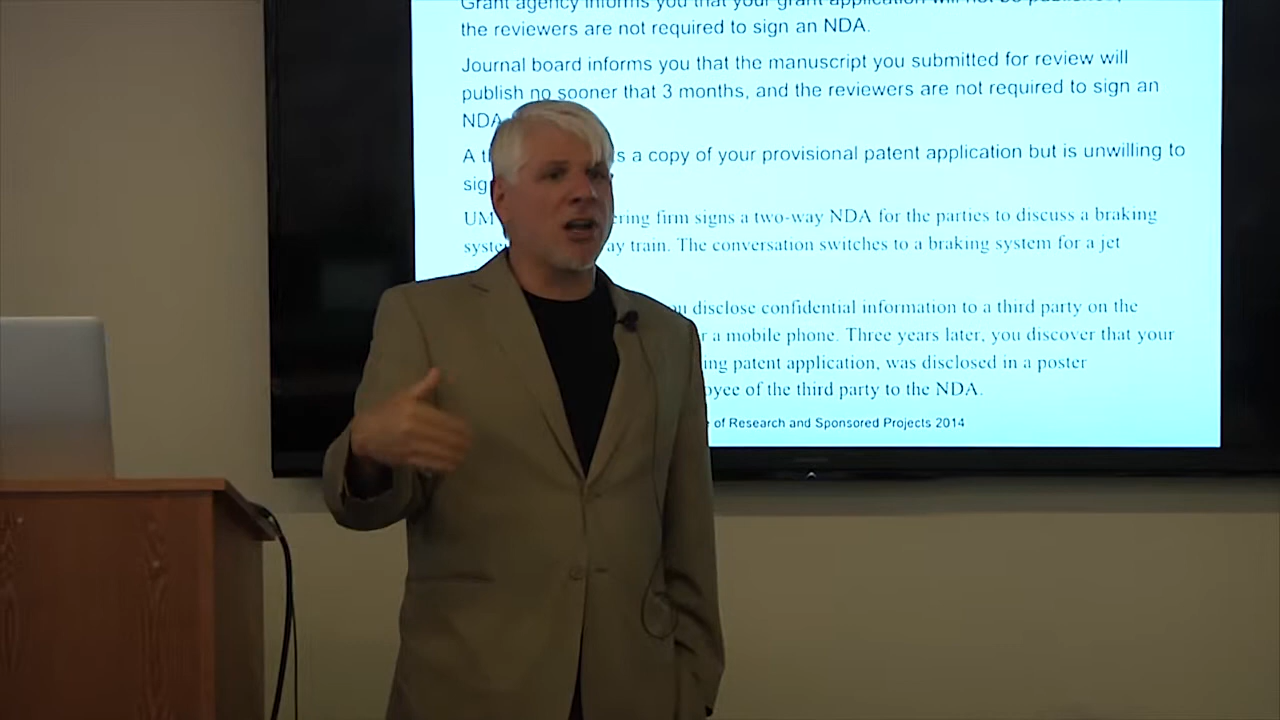 Grant agency informs you that your grant application will not be published,
the reviewers are not required to sign an NDA.
Journal board informs you that the manuscript you submitted for review will
publish no sooner that 3 months, and the reviewers are not required to sign an
NDA
A s a copy of your provisional patent application but is unwilling to
sig
UM ering firm signs a two-way NDA for the parties to discuss a braking
syste ay train. The conversation switches to a braking system for a jet
u disclose confidential information to a third party on the
r a mobile phone. Three years later, you discover that your
ing patent application, was disclosed in a poster
oyee of the third party to the NDA.
of Research and Sponsored Projects 2014